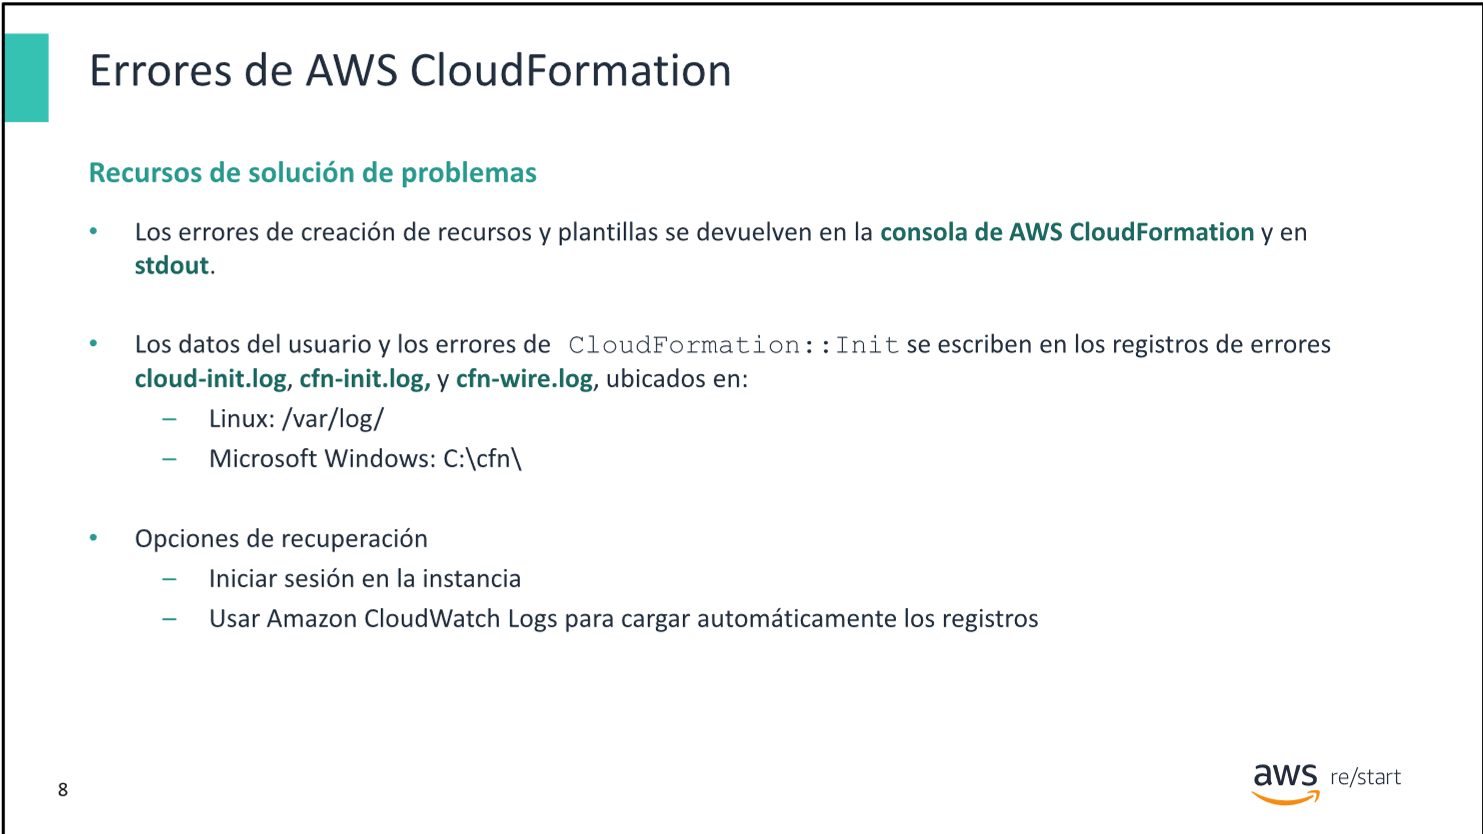 Errores de AWS CloudFormation
Recursos de solución de problemas
• Los errores de creación de recursos y plantillas se devuelven en la consola de AWS CloudFormation y en
stdout.
• Los datos del usuario y los errores de CloudFormation::Init se escriben en los registros de errores
cloud-init.log, cfn-init.log, y cfn-wire.log, ubicados en:
– Linux: /var/log/
– Microsoft Windows: C:\cfn\
• Opciones de recuperación
– Iniciar sesión en la instancia
– Usar Amazon CloudWatch Logs para cargar automáticamente los registros
8
aws re/start